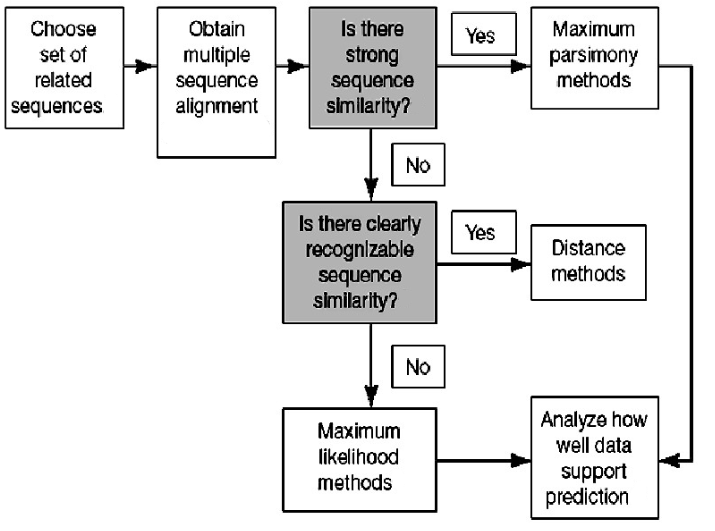 Choose
set of
related
sequences
Obtain
multiple
sequence
alignment
Is there
strong
sequence
similarity?
Yes
Maximum
parsimony
methods
No
Is there clearly
recognizable
sequence
similarity?
Yes
Distance
methods
No
Maximum
likelihood
methods
Analyze how
well data
support
prediction